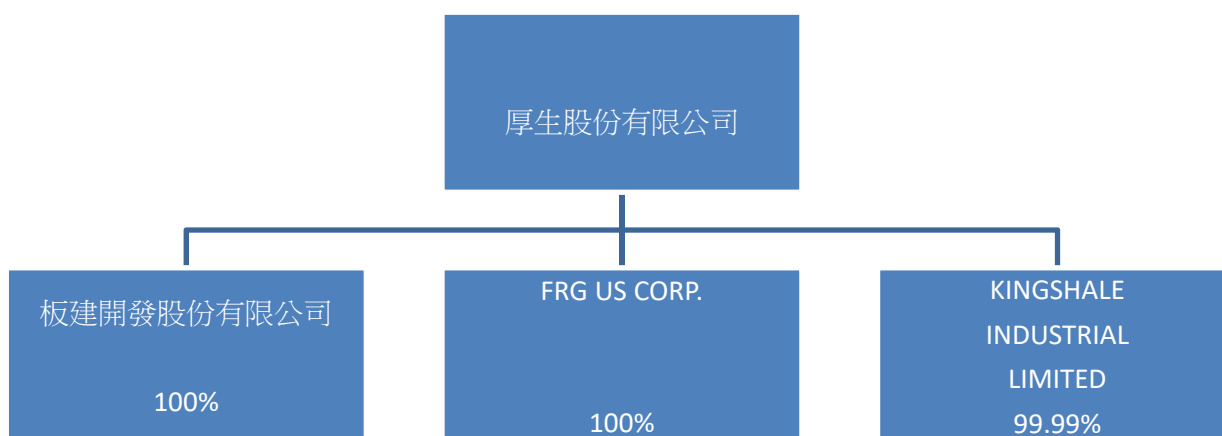 厚生股份有限公司
板建開發股份有限公司
100%
FRG US CORP.
100%
KINGSHALE
INDUSTRIAL
LIMITED
99.99%